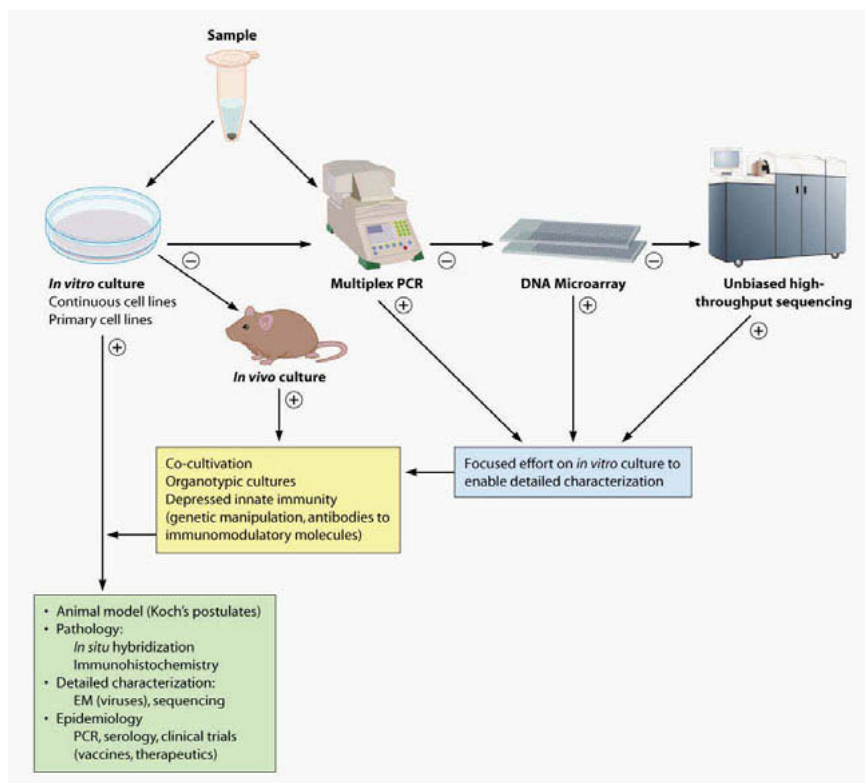 Sample
In vitro culture
Continuous cell lines
Primary cell lines
−
+
In vivo culture
+
Multiplex PCR
−
+
DNA Microarray
−
+
Unbiased high-
throughput sequencing
+
Co-cultivation
Organotypic cultures
Depressed innate immunity
(genetic manipulation, antibodies to
immunomodulatory molecules)
Focused effort on in vitro culture to
enable detailed characterization
• Animal model (Koch's postulates)
• Pathology:
In situ hybridization
Immunohistochemistry
• Detailed characterization:
EM (viruses), sequencing
• Epidemiology
PCR, serology, clinical trials
(vaccines, therapeutics)